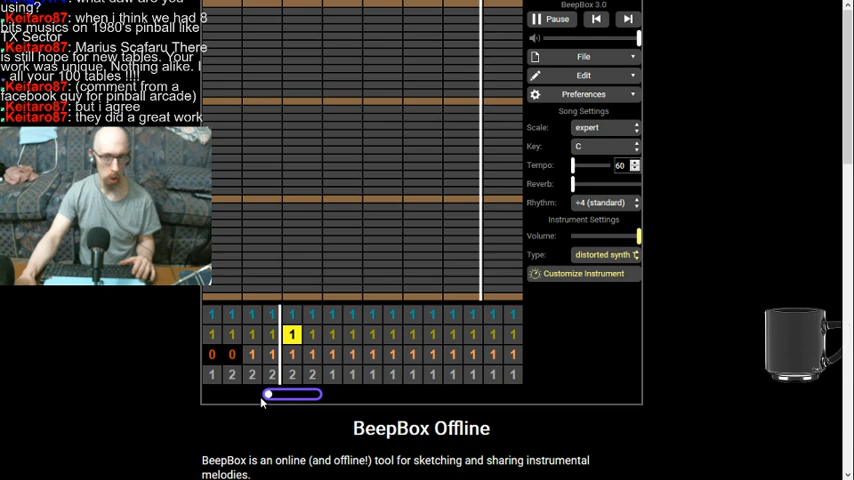 using?
Keitaro87: when i think we had 8
bits musics on 1980's pinball like
TX Sector
Keitaro87: Marius Scafaru There
is still hope for new tables. Your
work was unique. Nothing alike. I
all your 100 tables !!!!
Keitaro87: (comment from a
facebook guy for pinball arcade)
Keitaro87: but i agree
Keitaro87: they did a great work
BeepBox 3.0
Pause
File
Edit
Preferences
Song Settings
Scale: expert
Key: C
Tempo: 60
Reverb:
Rhythm: ÷4 (standard)
Instrument Settings
Volume:
Type: distorted synth
Customize Instrument
1 1 1 1 1 1 1 1 1 1 1 1 1 1 1 1
1 1 1 1 1 1 1 1 1 1 1 1 1 1 1 1
0 0 1 1 1 1 1 1 1 1 1 1 1 1 1 1
1 2 2 2 2 2 1 1 1 1 1 1 1 1 1 1
BeepBox Offline
BeepBox is an online (and offline!) tool for sketching and sharing instrumental
melodies.